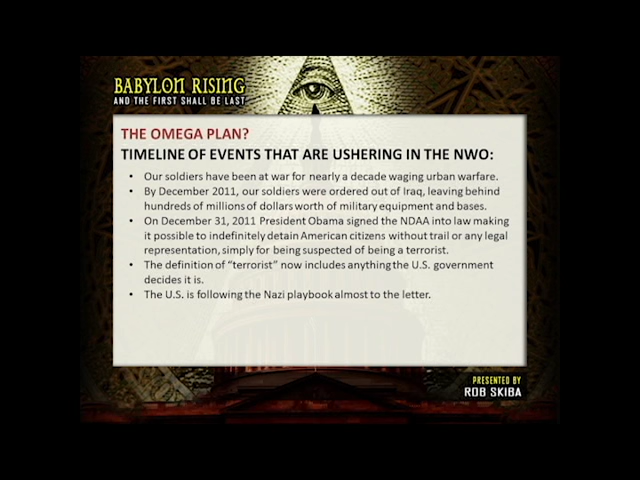 BABYLON RISING
AND THE FIRST SHALL BE LAST
THE OMEGA PLAN?
TIMELINE OF EVENTS THAT ARE USHERING IN THE NWO:
• Our soldiers have been at war for nearly a decade waging urban warfare.
• By December 2011, our soldiers were ordered out of Iraq, leaving behind
hundreds of millions of dollars worth of military equipment and bases.
• On December 31, 2011 President Obama signed the NDAA into law making
it possible to indefinitely detain American citizens without trail or any legal
representation, simply for being suspected of being a terrorist.
• The definition of “terrorist” now includes anything the U.S. government
decides it is.
• The U.S. is following the Nazi playbook almost to the letter.
PRESENTED BY
ROB SKIBA